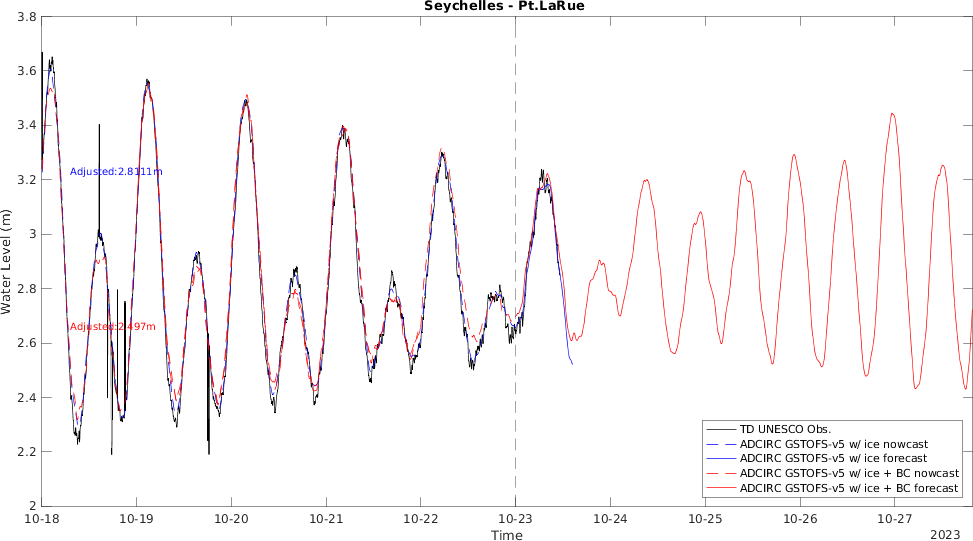 Seychelles - Pt.LaRue
3.8
3.6
3.4
3.2
3
2.8
2.6
2.4
2.2
2
Water Level (m)
Adjusted:2.8111m
Adjusted:2.497m
TD UNESCO Obs.
ADCIRC GSTOFS-v5 w/ ice nowcast
ADCIRC GSTOFS-v5 w/ ice forecast
ADCIRC GSTOFS-v5 w/ ice + BC nowcast
ADCIRC GSTOFS-v5 w/ ice + BC forecast
10-18 10-19 10-20 10-21 10-22 10-23 10-24 10-25 10-26 10-27
Time
2023